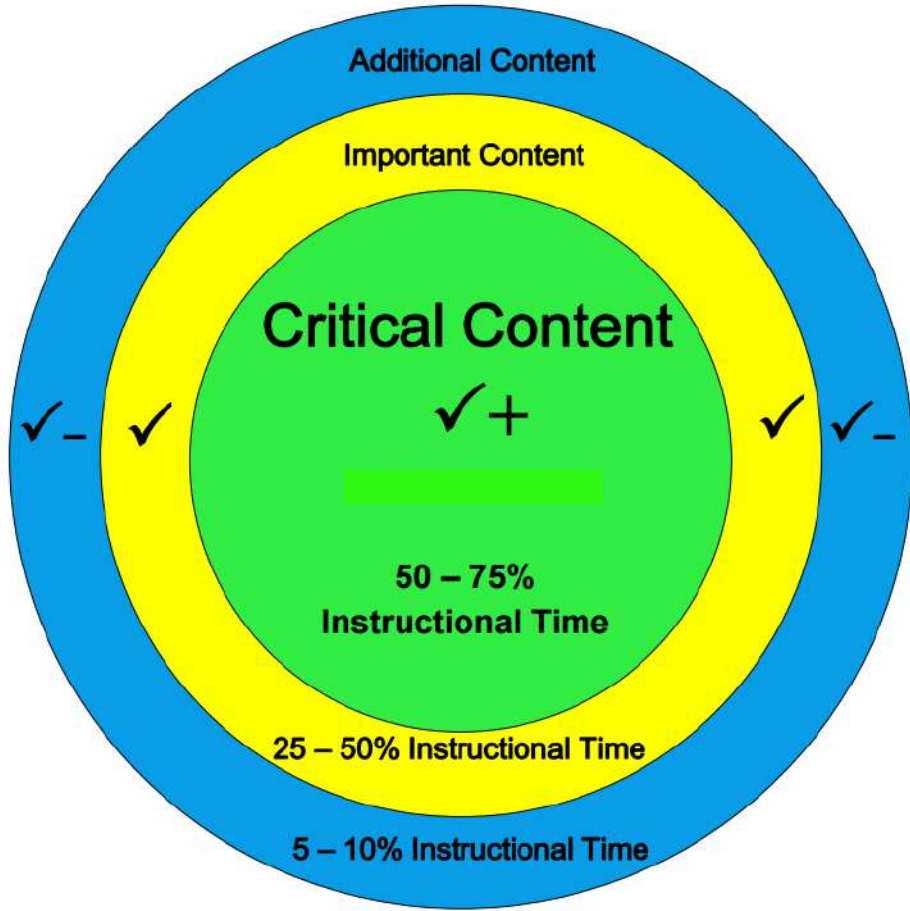 Additional Content
Important Content
Critical Content
✓– ✓ ✓+ ✓ ✓–
50 – 75%
Instructional Time
25 – 50% Instructional Time
5 – 10% Instructional Time